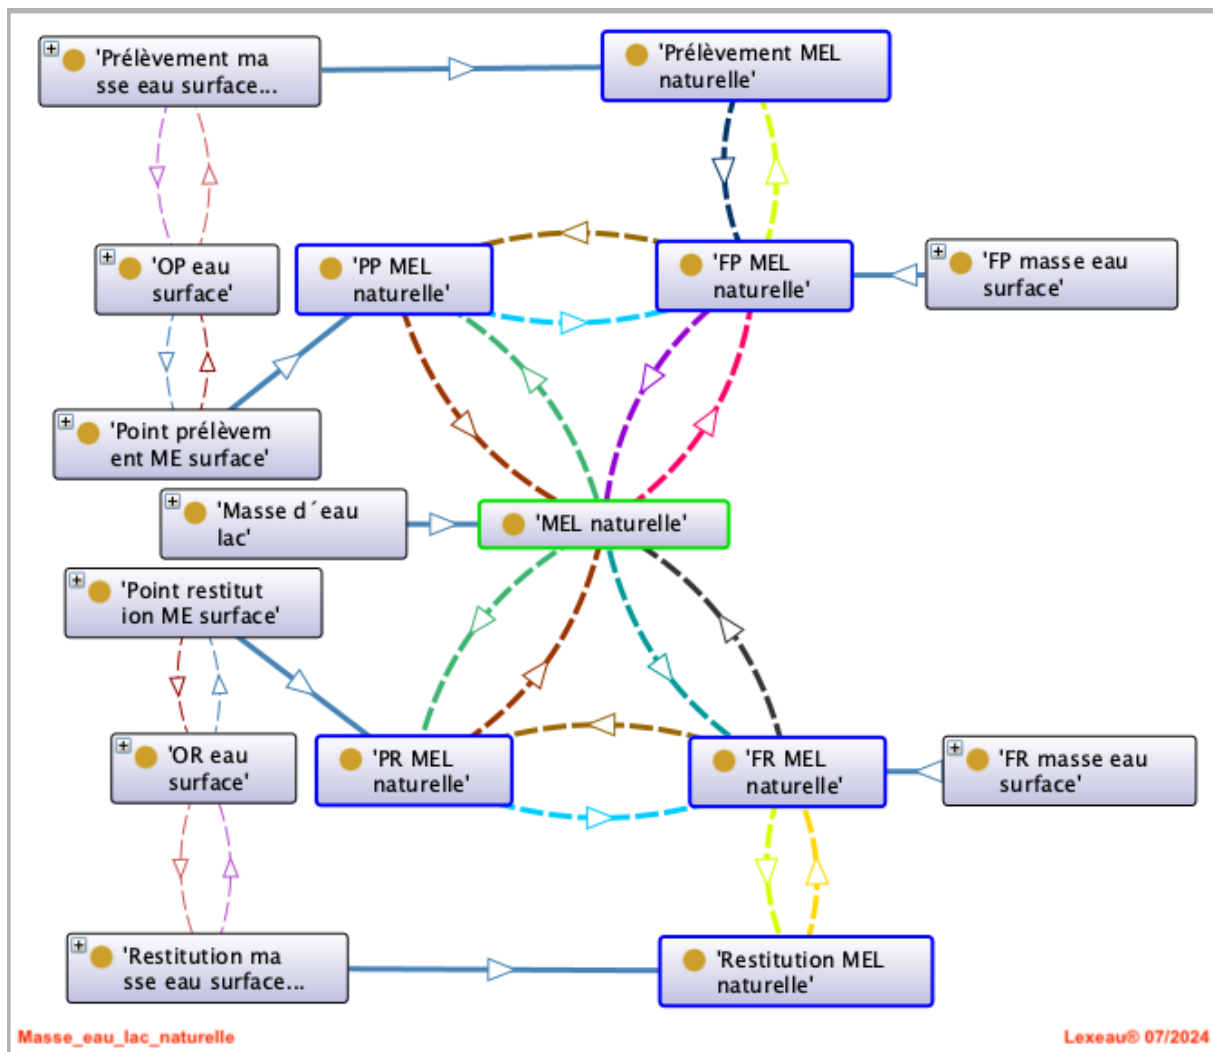 'Prélèvement ma
sse eau surface...
'Prélèvement MEL
naturelle'
'OP eau
surface'
'PP MEL
naturelle'
'FP MEL
naturelle'
'FP masse eau
surface'
'Point prélèvem
ent ME surface'
'Masse d´eau
lac'
'MEL naturelle'
'Point restitut
ion ME surface'
'OR eau
surface'
'PR MEL
naturelle'
'FR MEL
naturelle'
'FR masse eau
surface'
'Restitution ma
sse eau surface...
'Restitution MEL
naturelle'
Masse_eau_lac_naturelle
Lexeau® 07/2024